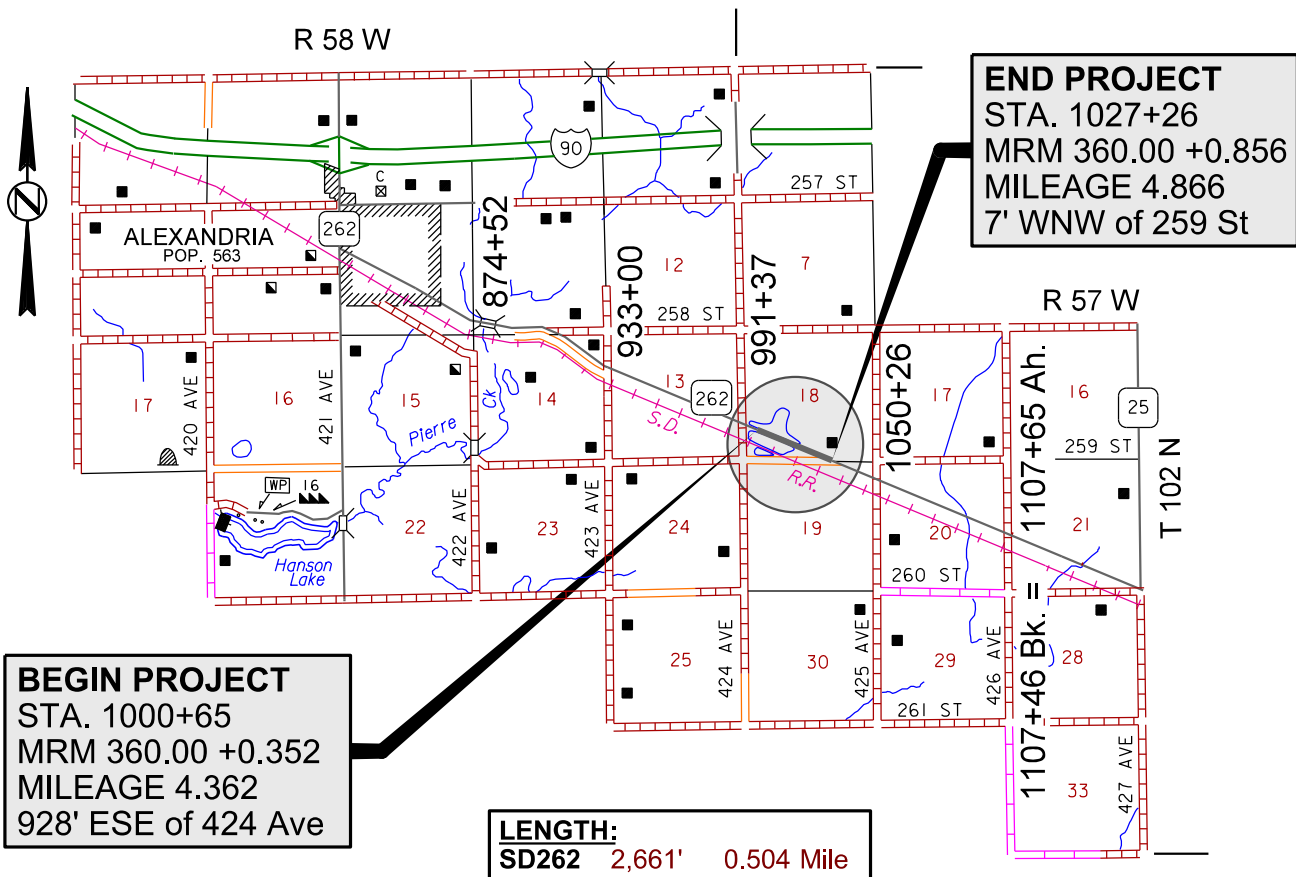 R 58 W
END PROJECT
STA. 1027+26
MRM 360.00 +0.856
MILEAGE 4.866
7' WNW of 259 St
N
90
C
257 ST
262
ALEXANDRIA
POP. 563
874+52
12
7
933+00
991+37
258 ST
R 57 W
17
420 AVE
16
421 AVE
15
14
13
262
18
17
16
25
S.D.
R.R.
Pierre
Ck
1050+26
1107+46 Bk. = 1107+65 Ah.
259 ST
T 102 N
WP
16
Hanson
Lake
22
422 AVE
23
423 AVE
24
19
20
21
260 ST
25
424 AVE
30
425 AVE
29
426 AVE
28
261 ST
33
427 AVE
BEGIN PROJECT
STA. 1000+65
MRM 360.00 +0.352
MILEAGE 4.362
928' ESE of 424 Ave
LENGTH:
SD262 2,661' 0.504 Mile